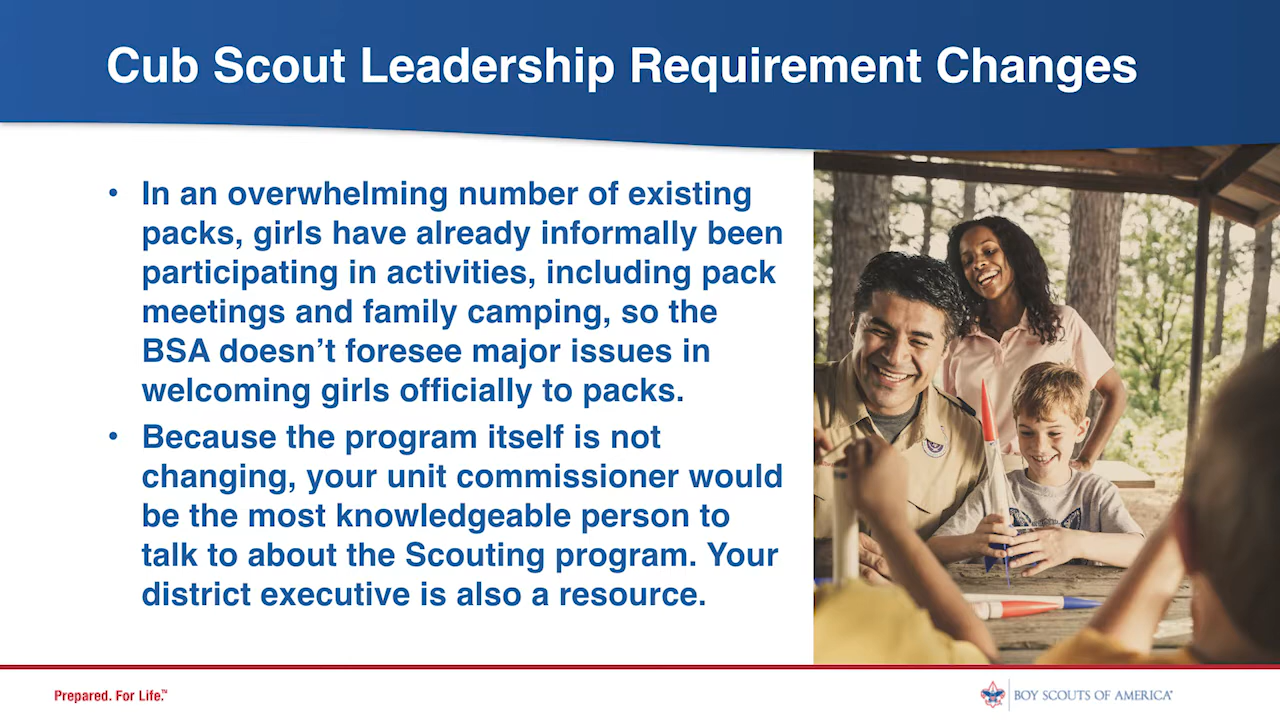 Cub Scout Leadership Requirement Changes
• In an overwhelming number of existing
packs, girls have already informally been
participating in activities, including pack
meetings and family camping, so the
BSA doesn’t foresee major issues in
welcoming girls officially to packs.
• Because the program itself is not
changing, your unit commissioner would
be the most knowledgeable person to
talk to about the Scouting program. Your
district executive is also a resource.
Prepared. For Life.™
BOY SCOUTS OF AMERICA®